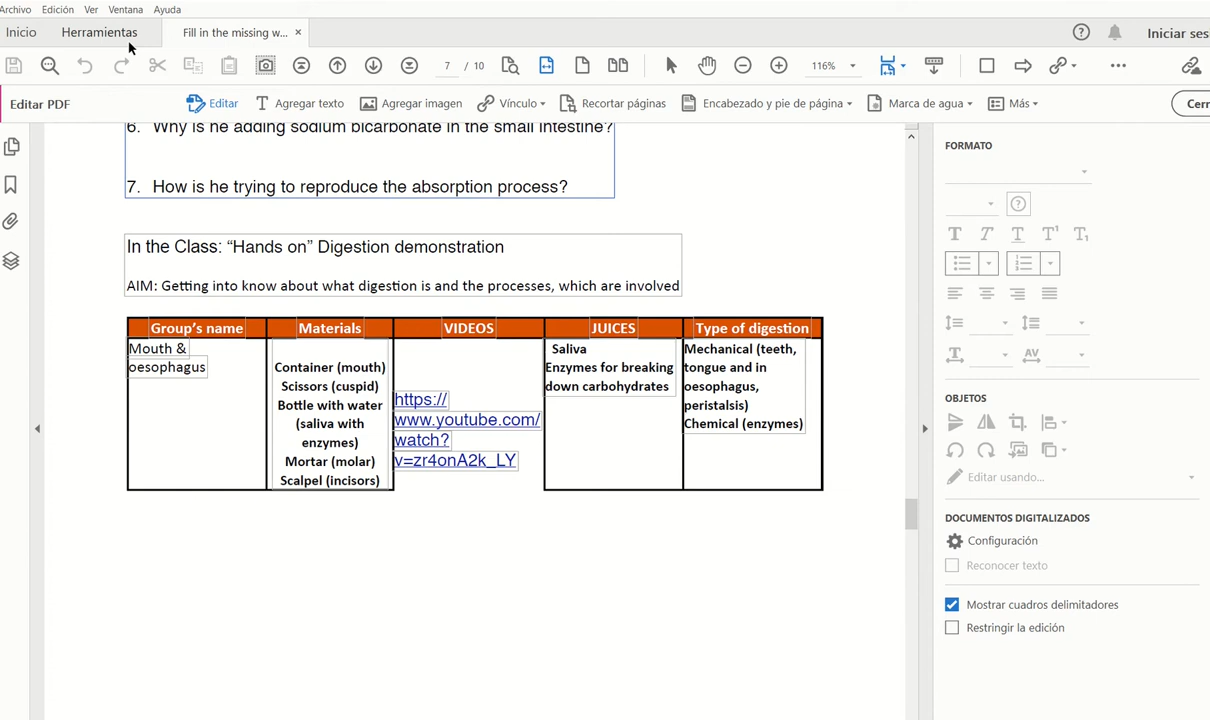 Archivo Edición Ver Ventana Ayuda
Inicio Herramientas Fill in the missing w... × Iniciar ses
7 / 10 116%
Editar PDF Editar Agregar texto Agregar imagen Vínculo Recortar páginas Encabezado y pie de página Marca de agua Más Cerr
6. Why is he adding sodium bicarbonate in the small intestine?
7. How is he trying to reproduce the absorption process?
In the Class: “Hands on” Digestion demonstration
AIM: Getting into know about what digestion is and the processes, which are involved
Group’s name Materials VIDEOS JUICES Type of digestion
Mouth &
oesophagus
Container (mouth)
Scissors (cuspid)
Bottle with water
(saliva with
enzymes)
Mortar (molar)
Scalpel (incisors)
https://
www.youtube.com/
watch?
v=zr4onA2k_LY
Saliva
Enzymes for breaking
down carbohydrates
Mechanical (teeth,
tongue and in
oesophagus,
peristalsis)
Chemical (enzymes)
FORMATO
OBJETOS
Editar usando...
DOCUMENTOS DIGITALIZADOS
Configuración
Reconocer texto
Mostrar cuadros delimitadores
Restringir la edición